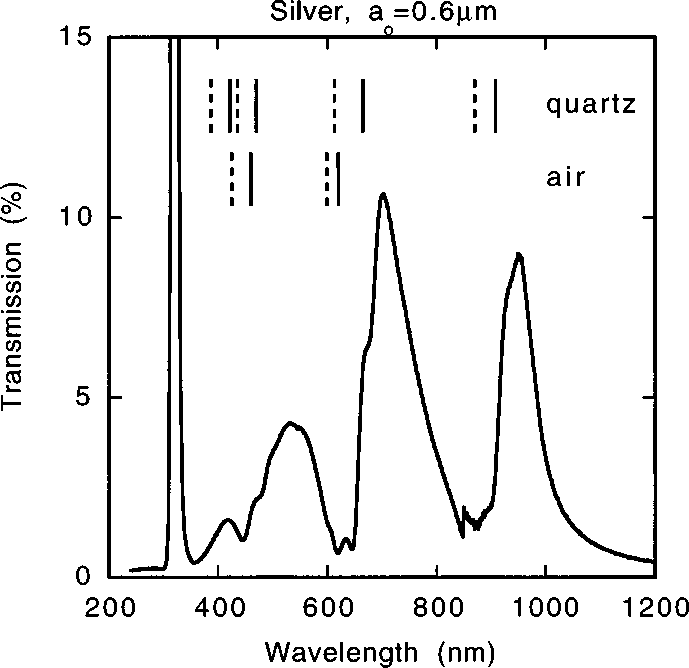 Silver, a₀=0.6μm
15
quartz
air
10
5
0
200 400 600 800 1000 1200
Wavelength (nm)
Transmission (%)